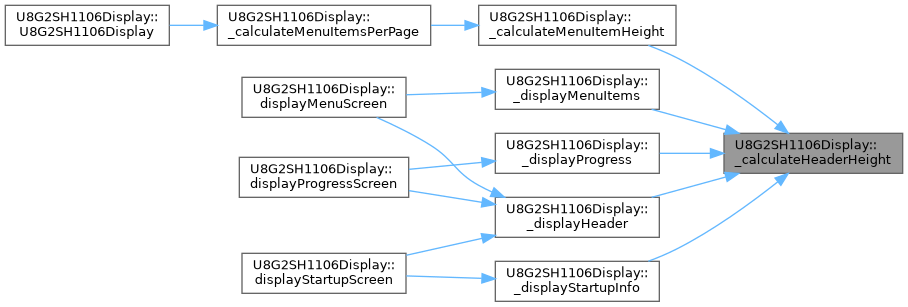 U8G2SH1106Display::
U8G2SH1106Display
U8G2SH1106Display::
_calculateMenuItemsPerPage
U8G2SH1106Display::
_calculateMenuItemHeight
U8G2SH1106Display::
displayMenuScreen
U8G2SH1106Display::
_displayMenuItems
U8G2SH1106Display::
_calculateHeaderHeight
U8G2SH1106Display::
_displayProgress
U8G2SH1106Display::
displayProgressScreen
U8G2SH1106Display::
_displayHeader
U8G2SH1106Display::
displayStartupScreen
U8G2SH1106Display::
_displayStartupInfo